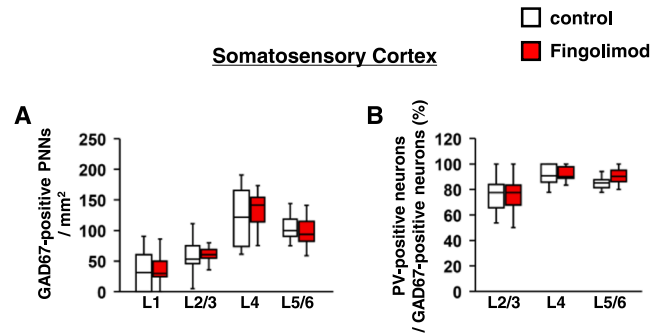 control
Fingolimod
Somatosensory Cortex
A
GAD67-positive PNNs
/ mm²
250
200
150
100
50
0
L1 L2/3 L4 L5/6
B
PV-positive neurons
/ GAD67-positive neurons (%)
120
100
80
60
40
20
0
L2/3 L4 L5/6